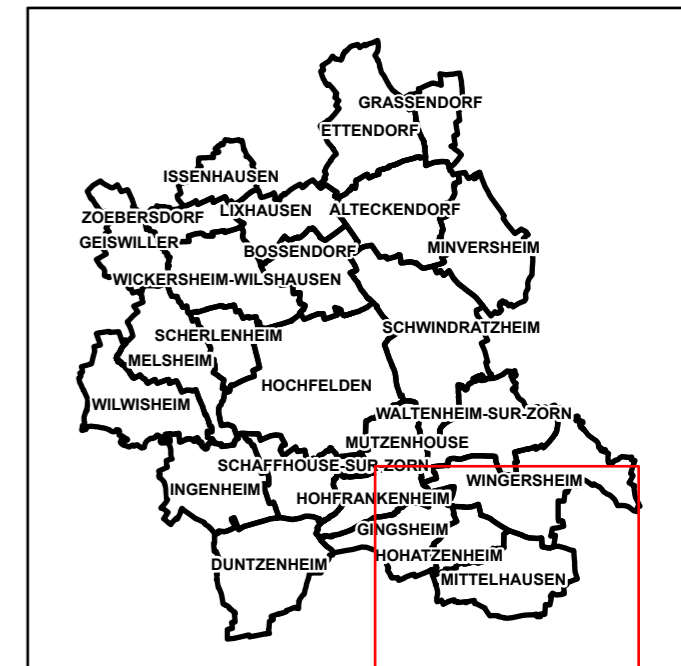 GRASSENDORF
ETTENDORF
ISSENHAUSEN
ZOEBERSDORF
LIXHAUSEN
ALTECKENDORF
GEISWILLER
BOSSENDORF
MINVERSHEIM
WICKERSHEIM-WILSHAUSEN
SCHERLENHEIM
SCHWINDRATZHEIM
MELSHEIM
HOCHFELDEN
WILWISHEIM
WALTENHEIM-SUR-ZORN
MUTZENHOUSE
SCHAFFHOUSE-SUR-ZORN
INGENHEIM
WINGERSHEIM
HOHFRANKENHEIM
GINGSHEIM
DUNTZENHEIM
HOHATZENHEIM
MITTELHAUSEN